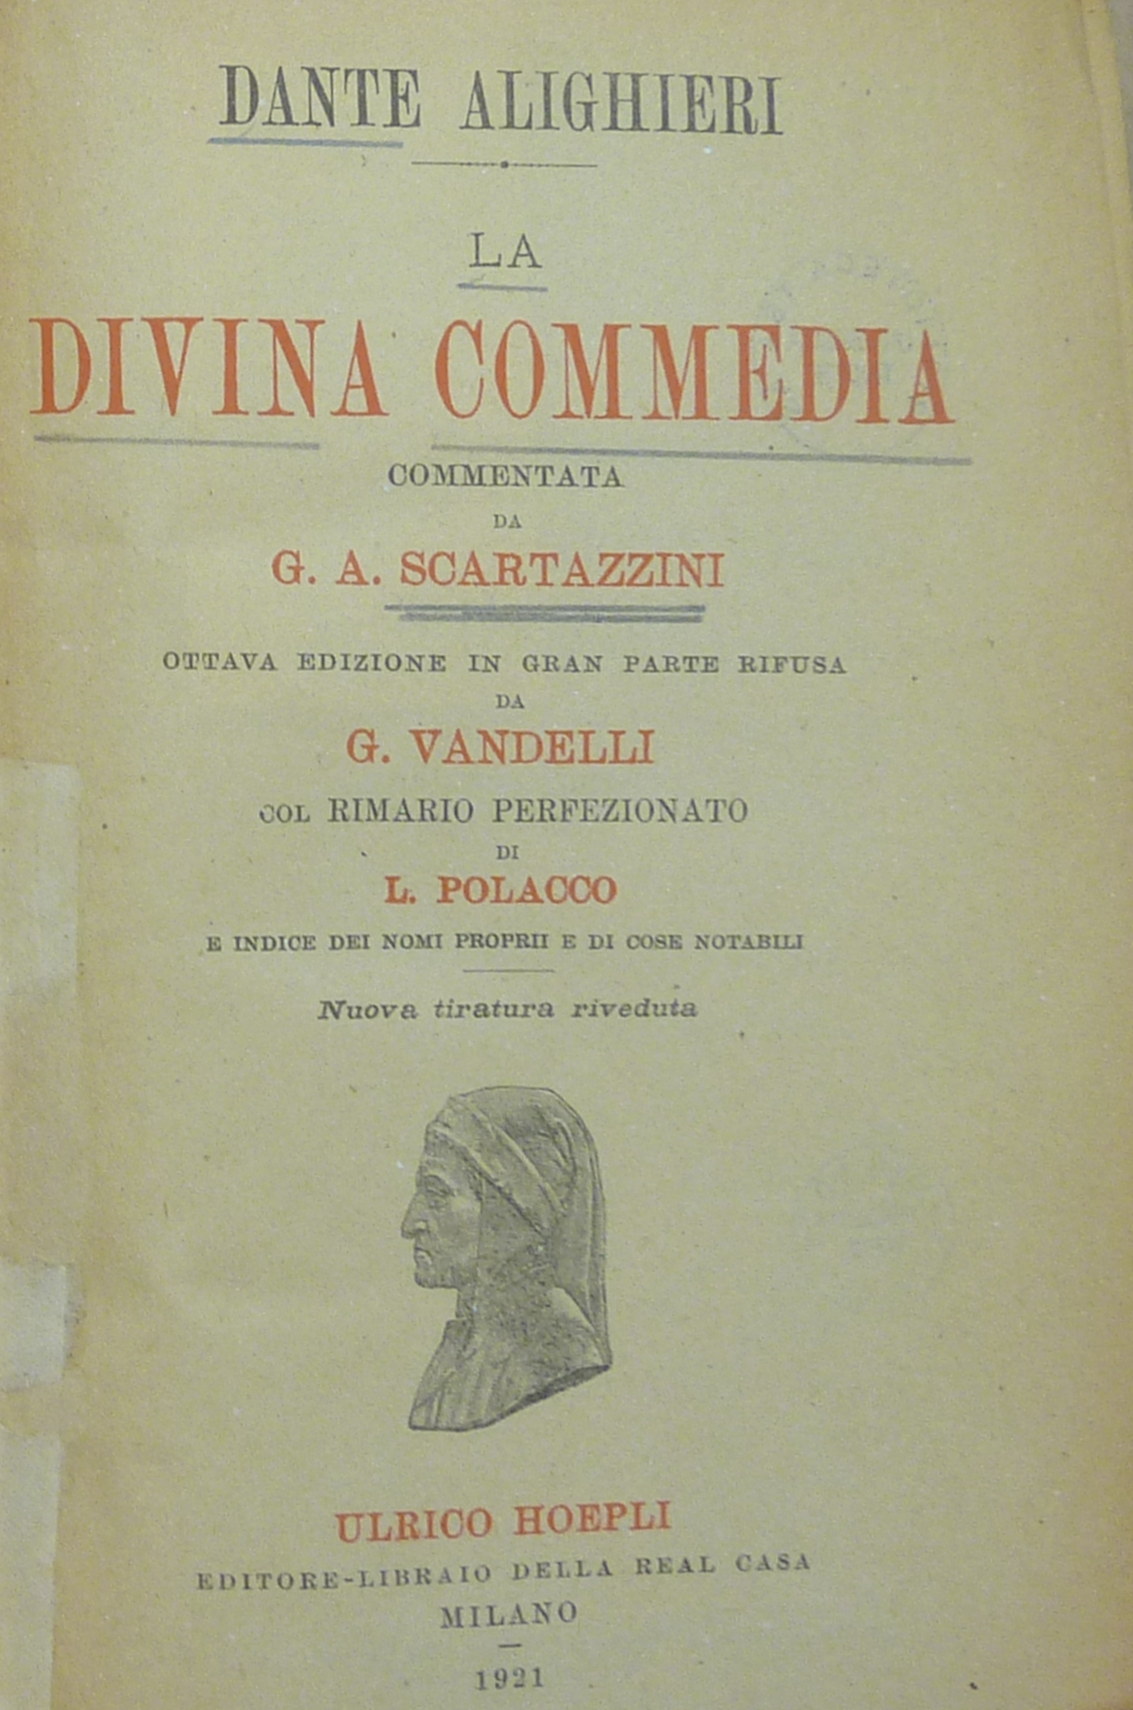 DANTE ALIGHIERI
LA
DIVINA COMMEDIA
COMMENTATA
DA
G. A. SCARTAZZINI
OTTAVA EDIZIONE IN GRAN PARTE RIFUSA
DA
G. VANDELLI
COL RIMARIO PERFEZIONATO
DI
L. POLACCO
E INDICE DEI NOMI PROPRII E DI COSE NOTABILI
Nuova tiratura riveduta
ULRICO HOEPLI
EDITORE-LIBRAIO DELLA REAL CASA
MILANO
1921